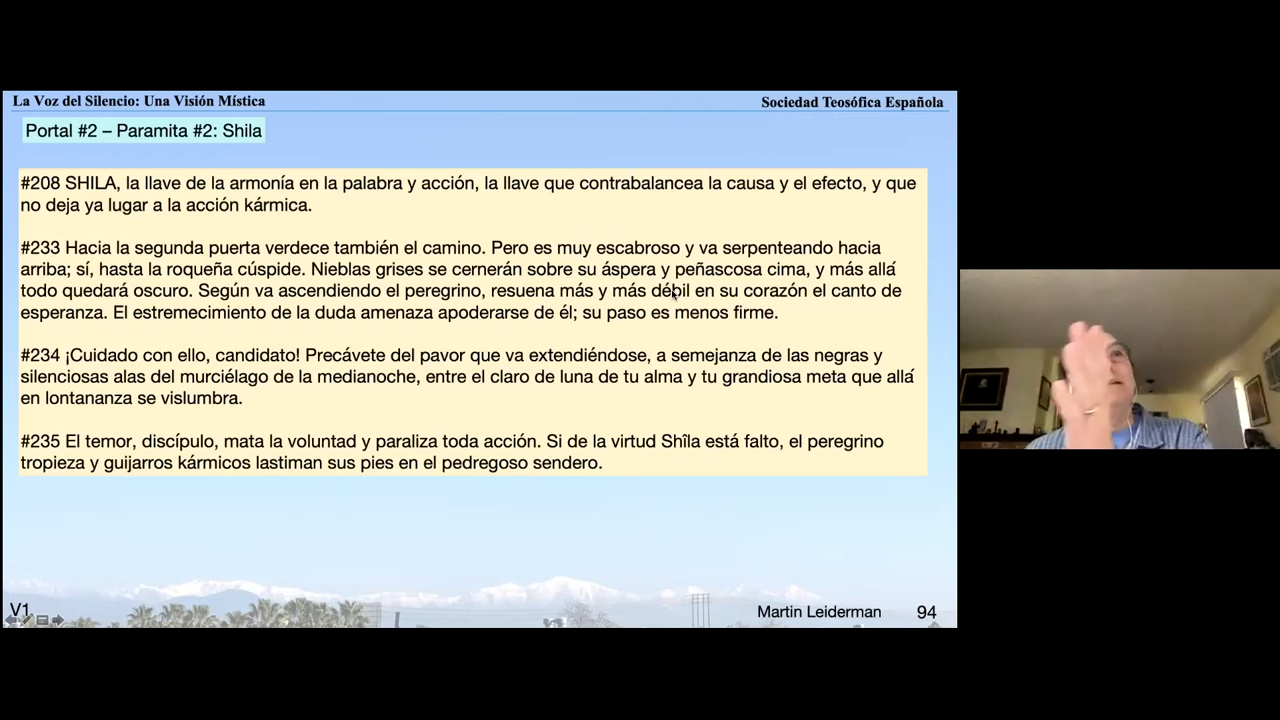 La Voz del Silencio: Una Visión Mística
Sociedad Teosófica Española
Portal #2 – Paramita #2: Shila
#208 SHILA, la llave de la armonía en la palabra y acción, la llave que contrabalancea la causa y el efecto, y que
no deja ya lugar a la acción kármica.
#233 Hacia la segunda puerta verdece también el camino. Pero es muy escabroso y va serpenteando hacia
arriba; sí, hasta la roqueña cúspide. Nieblas grises se cernerán sobre su áspera y peñascosa cima, y más allá
todo quedará oscuro. Según va ascendiendo el peregrino, resuena más y más débil en su corazón el canto de
esperanza. El estremecimiento de la duda amenaza apoderarse de él; su paso es menos firme.
#234 ¡Cuidado con ello, candidato! Precávete del pavor que va extendiéndose, a semejanza de las negras y
silenciosas alas del murciélago de la medianoche, entre el claro de luna de tu alma y tu grandiosa meta que allá
en lontananza se vislumbra.
#235 El temor, discípulo, mata la voluntad y paraliza toda acción. Si de la virtud Shîla está falto, el peregrino
tropieza y guijarros kármicos lastiman sus pies en el pedregoso sendero.
V1
Martin Leiderman
94